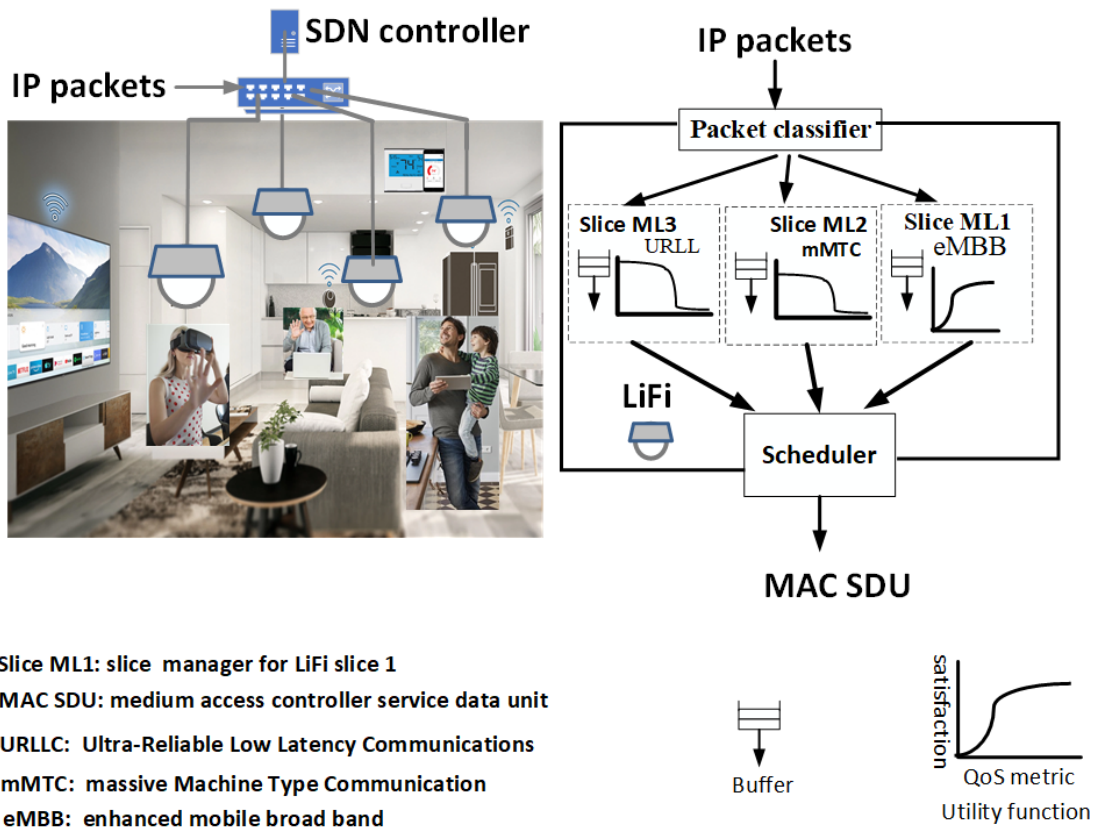 SDN controller
IP packets
74
IP packets
Packet classifier
Slice ML3
URLL
Slice ML2
mMTC
Slice ML1
eMBB
LiFi
Scheduler
MAC SDU
Slice ML1: slice manager for LiFi slice 1
MAC SDU: medium access controller service data unit
URLLC: Ultra-Reliable Low Latency Communications
mMTC: massive Machine Type Communication
eMBB: enhanced mobile broad band
Buffer
satisfaction
QoS metric
Utility function